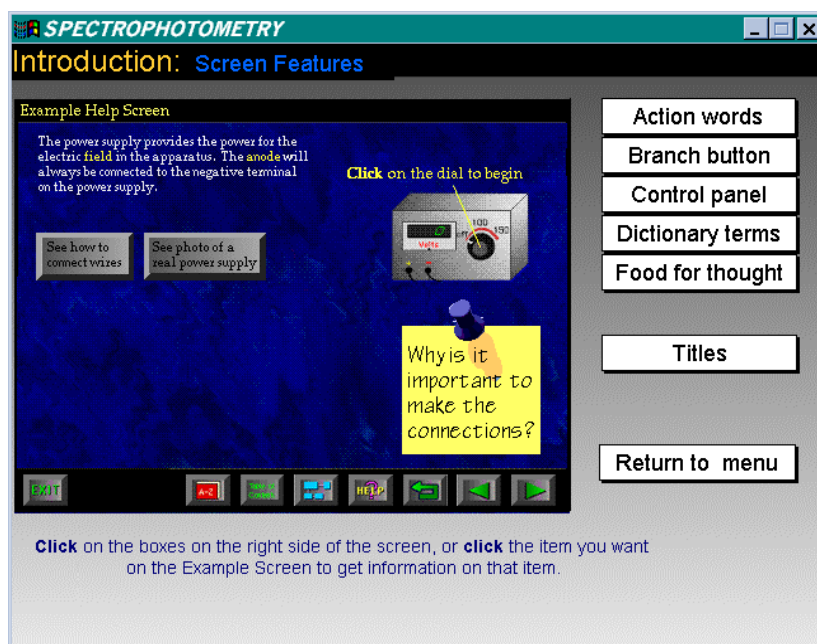 SPECTROPHOTOMETRY
Introduction: Screen Features
Example Help Screen
The power supply provides the power for the
electric field in the apparatus. The anode will
always be connected to the negative terminal
on the power supply.
Click on the dial to begin
100
150
Volts
See how to
connect wires
See photo of a
real power supply
Why is it
important to
make the
connections?
EXIT
A-Z
Table of
Contents
HELP
Action words
Branch button
Control panel
Dictionary terms
Food for thought
Titles
Return to menu
Click on the boxes on the right side of the screen, or click the item you want
on the Example Screen to get information on that item.